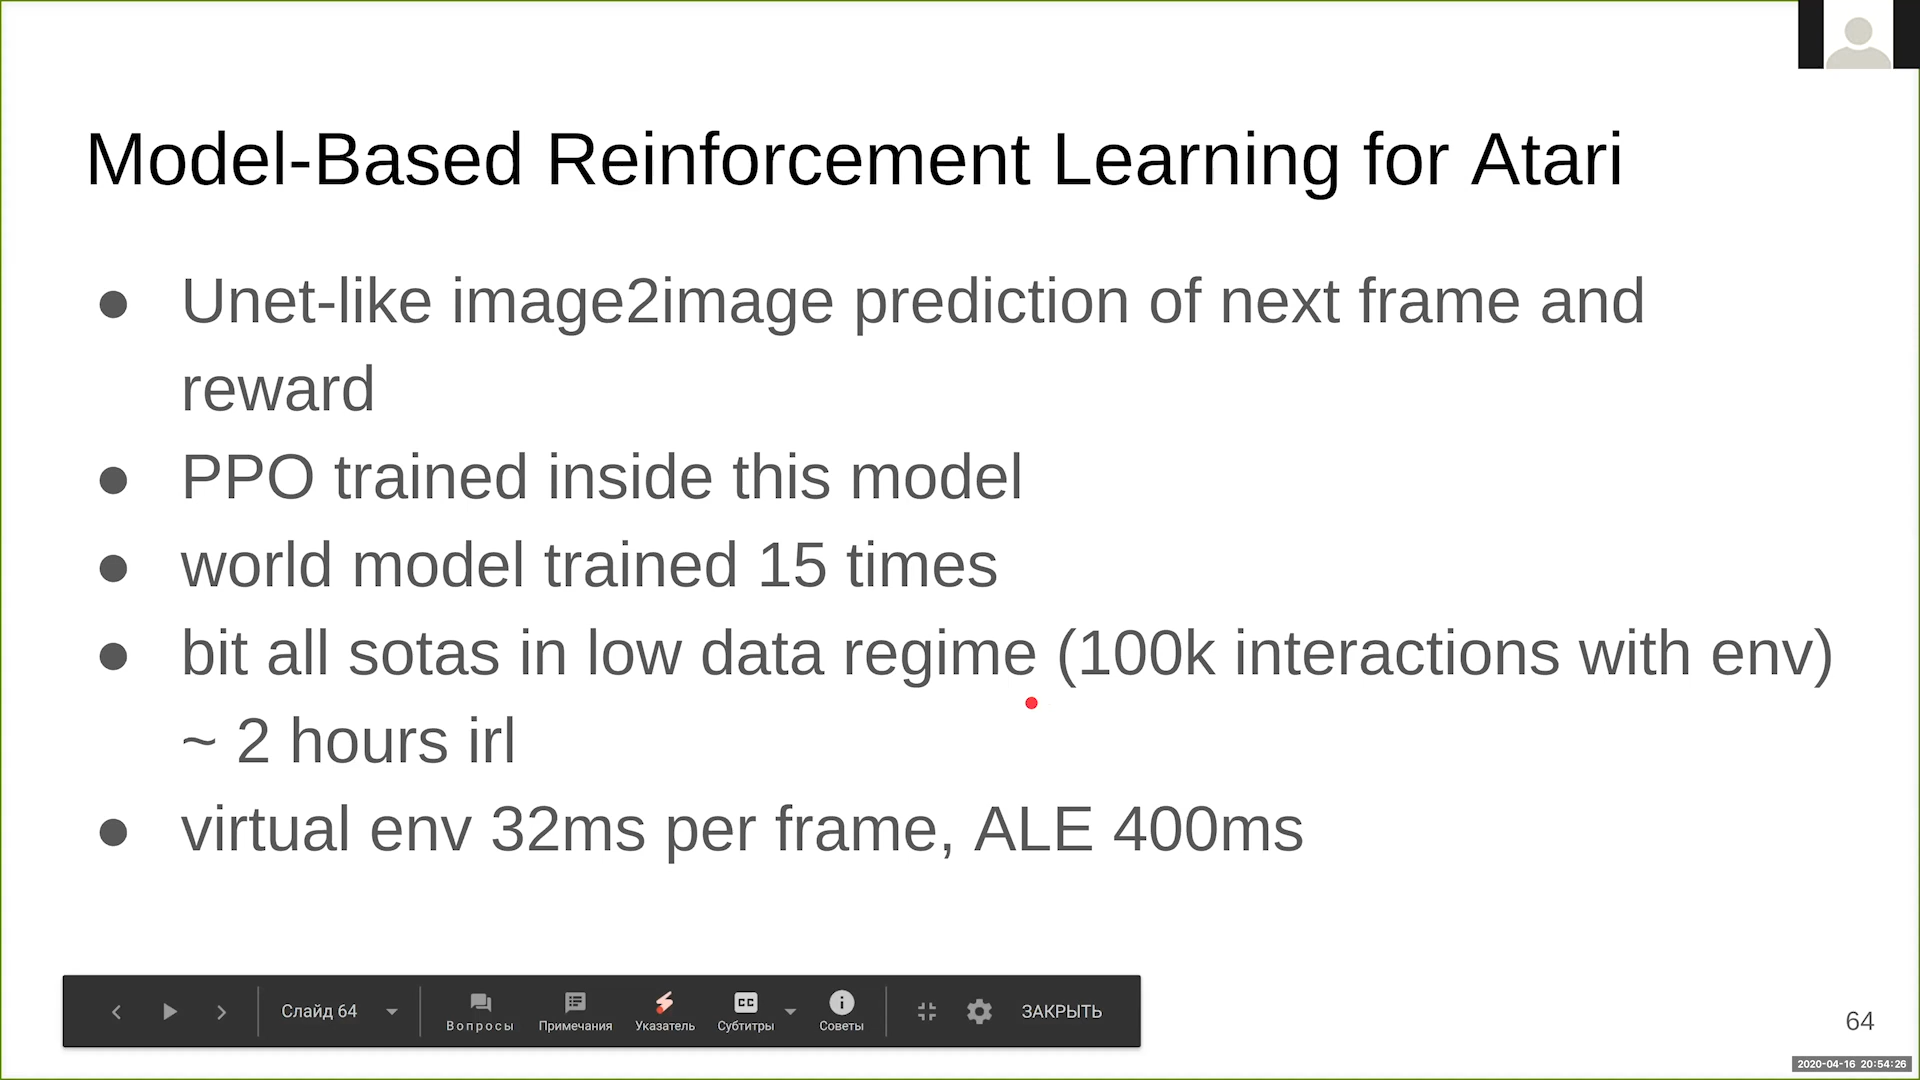 Model-Based Reinforcement Learning for Atari
● Unet-like image2image prediction of next frame and
reward
● PPO trained inside this model
● world model trained 15 times
● bit all sotas in low data regime (100k interactions with env)
~ 2 hours irl
● virtual env 32ms per frame, ALE 400ms
Слайд 64
Вопросы
Примечания
Указатель
CC
Субтитры
Советы
ЗАКРЫТЬ
64
2020-04-16 20:54:26